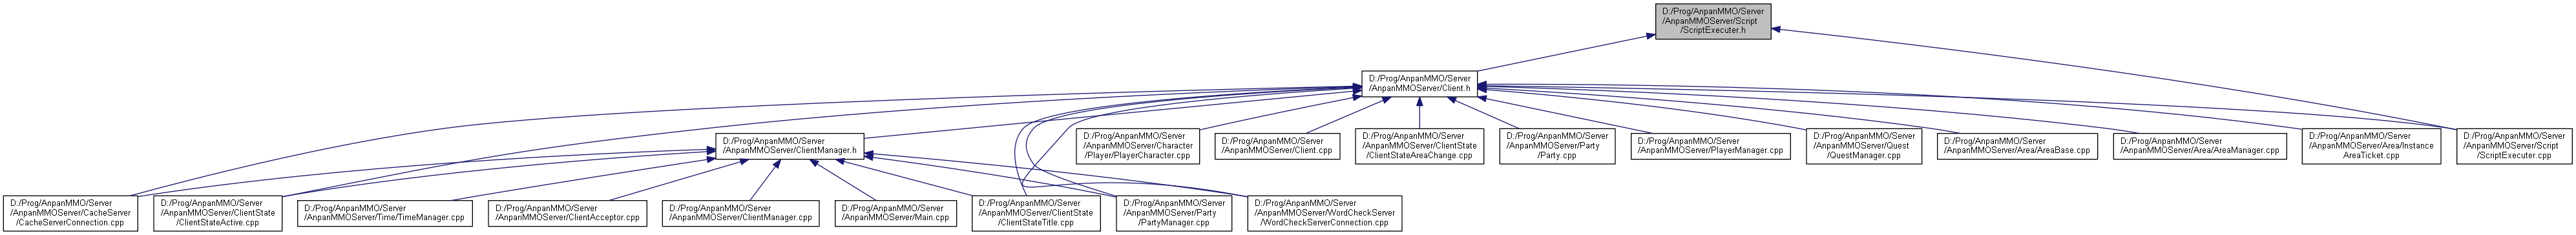 D:/Prog/AnpanMMO/Server
/AnpanMMOServer/Script
/ScriptExecuter.h
D:/Prog/AnpanMMO/Server
/AnpanMMOServer/Client.h
D:/Prog/AnpanMMO/Server
/AnpanMMOServer/ClientManager.h
D:/Prog/AnpanMMO/Server
/AnpanMMOServer/Character
/Player/PlayerCharacter.cpp
D:/Prog/AnpanMMO/Server
/AnpanMMOServer/Client.cpp
D:/Prog/AnpanMMO/Server
/AnpanMMOServer/ClientState
/ClientStateAreaChange.cpp
D:/Prog/AnpanMMO/Server
/AnpanMMOServer/Party
/Party.cpp
D:/Prog/AnpanMMO/Server
/AnpanMMOServer/PlayerManager.cpp
D:/Prog/AnpanMMO/Server
/AnpanMMOServer/Quest
/QuestManager.cpp
D:/Prog/AnpanMMO/Server
/AnpanMMOServer/Area/AreaBase.cpp
D:/Prog/AnpanMMO/Server
/AnpanMMOServer/Area/AreaManager.cpp
D:/Prog/AnpanMMO/Server
/AnpanMMOServer/Area/Instance
AreaTicket.cpp
D:/Prog/AnpanMMO/Server
/AnpanMMOServer/Script
/ScriptExecuter.cpp
D:/Prog/AnpanMMO/Server
/AnpanMMOServer/CacheServer
/CacheServerConnection.cpp
D:/Prog/AnpanMMO/Server
/AnpanMMOServer/ClientState
/ClientStateActive.cpp
D:/Prog/AnpanMMO/Server
/AnpanMMOServer/Time/TimeManager.cpp
D:/Prog/AnpanMMO/Server
/AnpanMMOServer/ClientAcceptor.cpp
D:/Prog/AnpanMMO/Server
/AnpanMMOServer/ClientManager.cpp
D:/Prog/AnpanMMO/Server
/AnpanMMOServer/Main.cpp
D:/Prog/AnpanMMO/Server
/AnpanMMOServer/ClientState
/ClientStateTitle.cpp
D:/Prog/AnpanMMO/Server
/AnpanMMOServer/Party
/PartyManager.cpp
D:/Prog/AnpanMMO/Server
/AnpanMMOServer/WordCheckServer
/WordCheckServerConnection.cpp